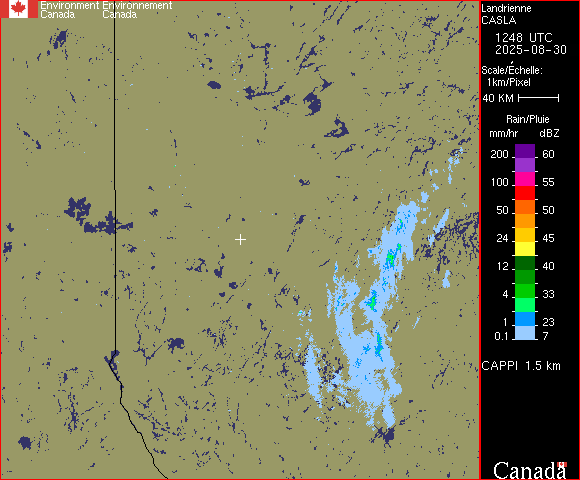 Environment Environnement
Canada Canada
Landrienne
CASLA
1248 UTC
2025-08-30
Scale/Échelle:
1km/Pixel
40 KM
Rain/Pluie
mm/hr dBZ
200 60
100 55
50 50
24 45
12 40
4 33
1 23
0.1 7
CAPPI 1.5 km
Canada